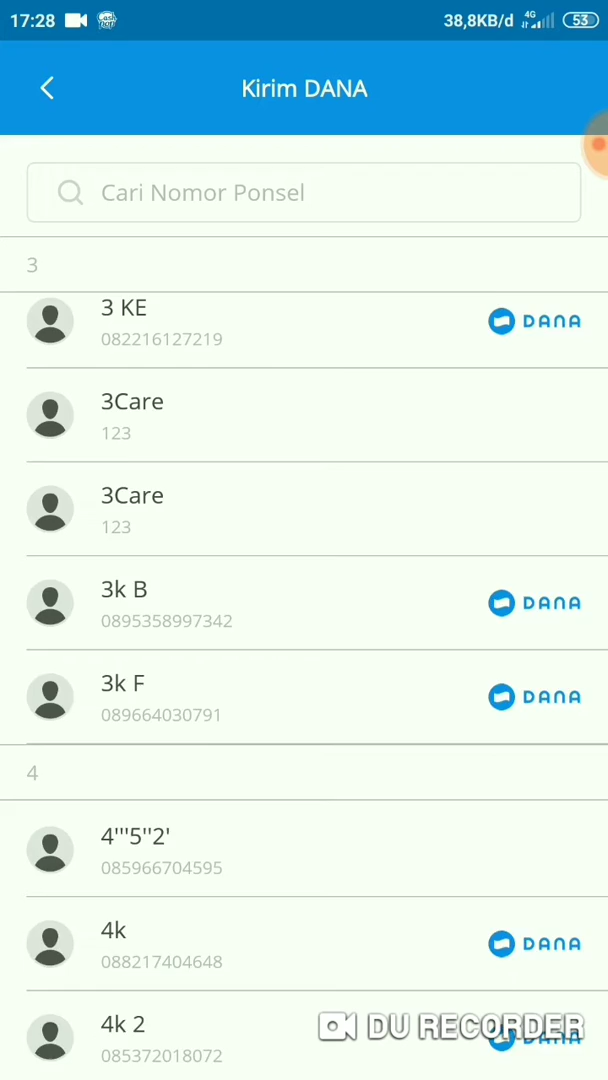 17:28 38,8KB/d 4G 53
Kirim DANA
Cari Nomor Ponsel
3
3 KE
082216127219
DANA
3Care
123
3Care
123
3k B
0895358997342
DANA
3k F
089664030791
DANA
4
4'''5''2'
085966704595
4k
088217404648
DANA
4k 2
085372018072
DANA
DU RECORDER